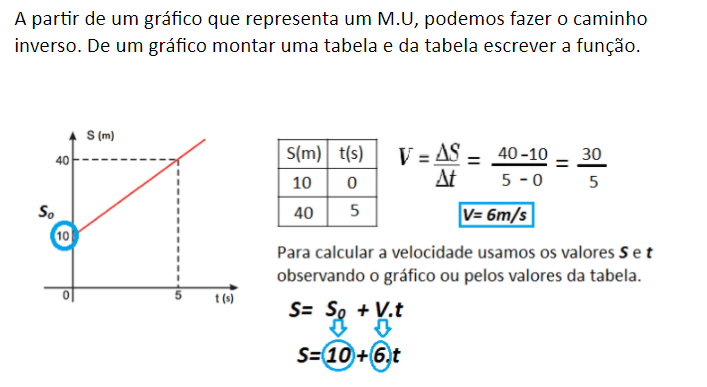 A partir de um gráfico que representa um M.U, podemos fazer o caminho
inverso. De um gráfico montar uma tabela e da tabela escrever a função.
S (m)
40
S₀
10
0
5
t (s)
S(m) t(s)
10 0
40 5
V = ΔS/Δt = 40-10/5 - 0 = 30/5
V= 6m/s
Para calcular a velocidade usamos os valores S e t
observando o gráfico ou pelos valores da tabela.
S= S₀ + V.t
S=10+6.t